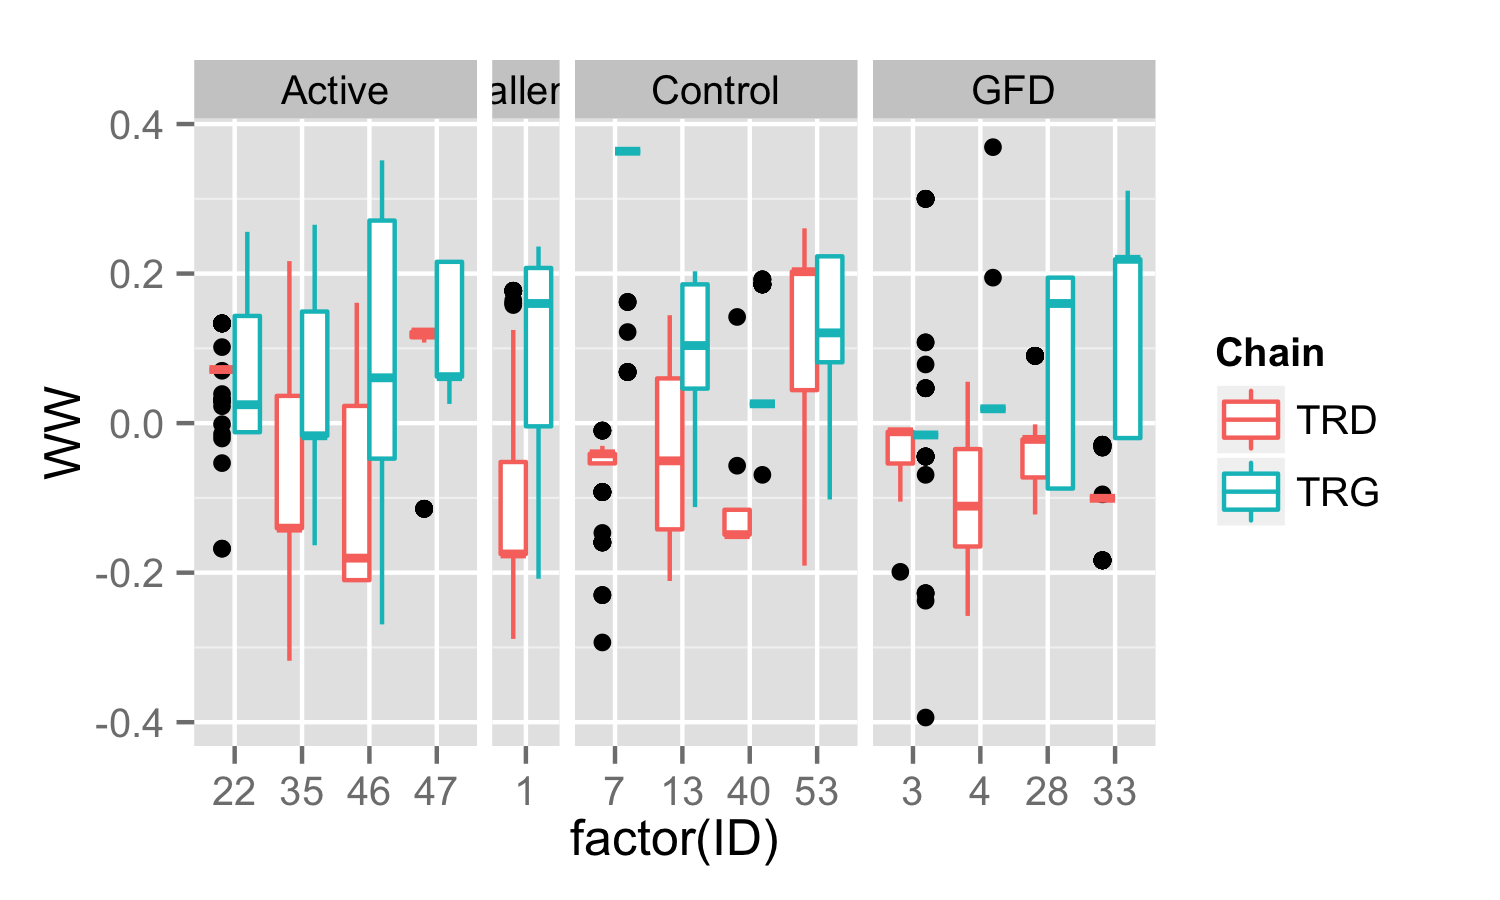 Active aller Control GFD
0.4
0.2
0.0
-0.2
-0.4
WW
22 35 46 47 1 7 13 40 53 3 4 28 33
factor(ID)
Chain
TRD
TRG